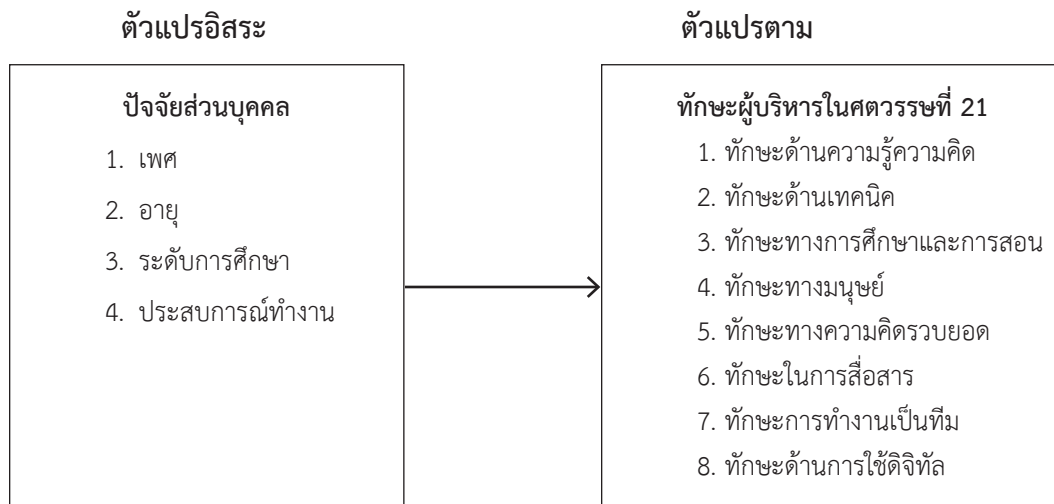 ตัวแปรอิสระ
ปัจจัยส่วนบุคคล
1. เพศ
2. อายุ
3. ระดับการศึกษา
4. ประสบการณ์ทำงาน
ตัวแปรตาม
ทักษะผู้บริหารในศตวรรษที่ 21
1. ทักษะด้านความรู้ความคิด
2. ทักษะด้านเทคนิค
3. ทักษะทางการศึกษาและการสอน
4. ทักษะทางมนุษย์
5. ทักษะทางความคิดรวบยอด
6. ทักษะในการสื่อสาร
7. ทักษะการทำงานเป็นทีม
8. ทักษะด้านการใช้ดิจิทัล